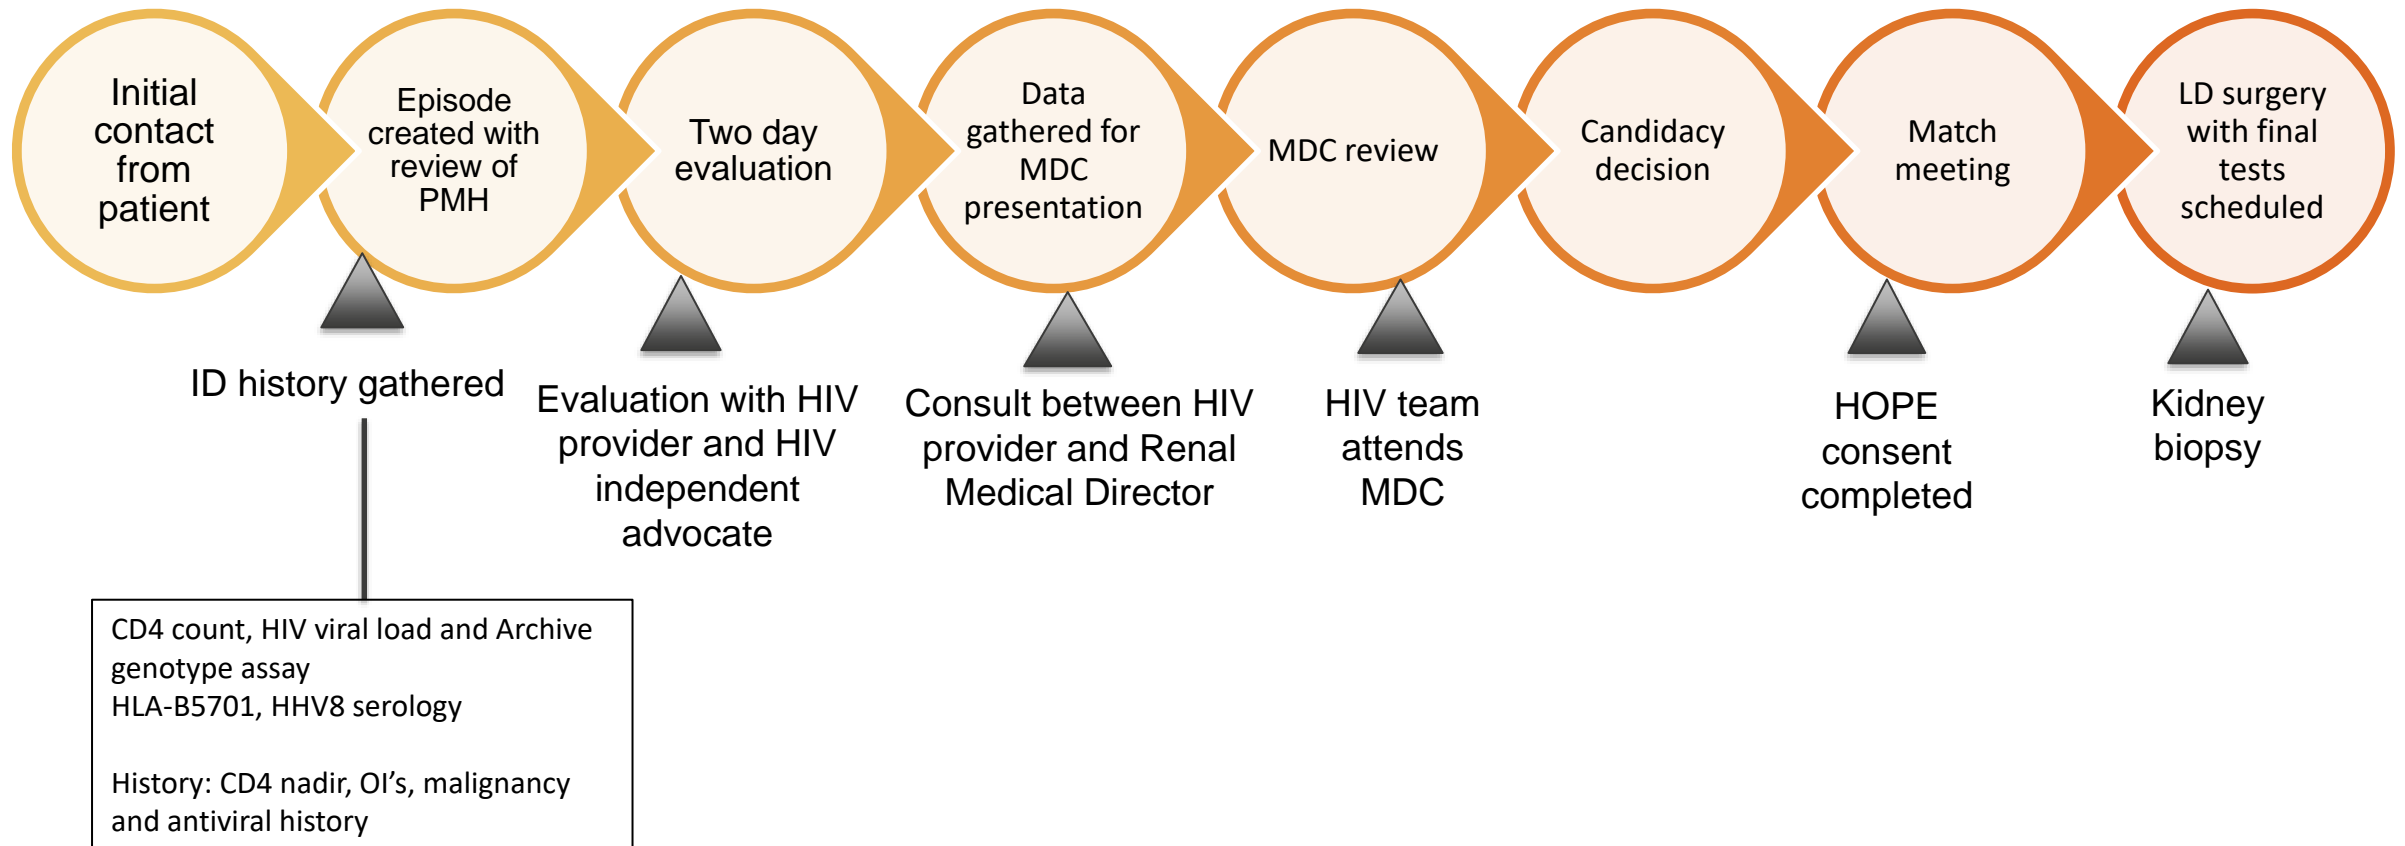 Initial
contact
from
patient
Episode
created with
review of
PMH
Two day
evaluation
Data
gathered for
MDC
presentation
MDC review
Candidacy
decision
Match
meeting
LD surgery
with final
tests
scheduled
ID history gathered
Evaluation with HIV
provider and HIV
independent
advocate
Consult between HIV
provider and Renal
Medical Director
HIV team
attends
MDC
HOPE
consent
completed
Kidney
biopsy
CD4 count, HIV viral load and Archive
genotype assay
HLA-B5701, HHV8 serology
History: CD4 nadir, OI’s, malignancy
and antiviral history